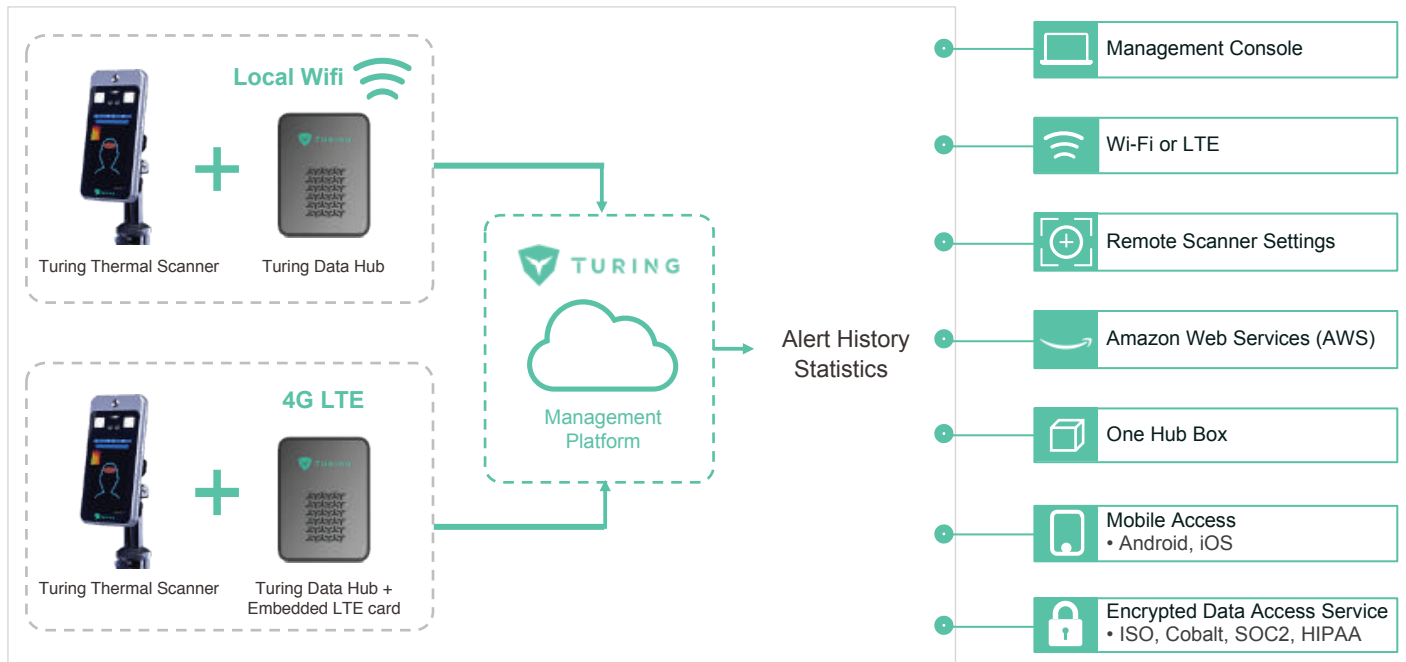 Local Wifi
TURING
Turing Thermal Scanner
Turing Data Hub
4G LTE
TURING
Turing Thermal Scanner
Turing Data Hub +
Embedded LTE card
TURING
Management
Platform
Alert History
Statistics
Management Console
Wi-Fi or LTE
Remote Scanner Settings
Amazon Web Services (AWS)
One Hub Box
Mobile Access
• Android, iOS
Encrypted Data Access Service
• ISO, Cobalt, SOC2, HIPAA